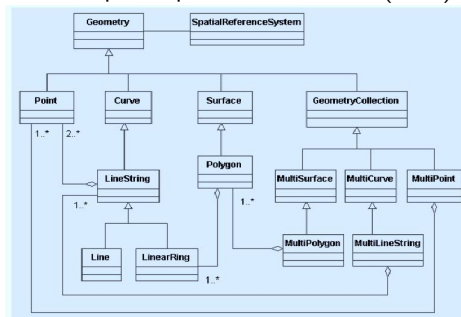 Geometry SpatialReferenceSystem
Point Curve Surface GeometryCollection
1..* 2..*
LineString Polygon MultiSurface MultiCurve MultiPoint
1..* 1..*
Line LinearRing MultiPolygon MultiLineString
1..*